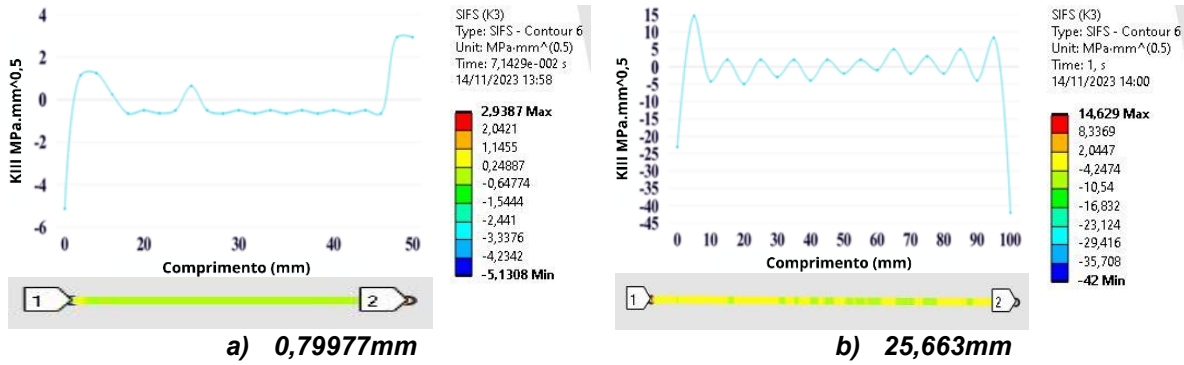 4
2
0
-2
-4
-6
KIII MPa.mm^0,5
0 20 30 40 50
Comprimento (mm)
SIFS (K3)
Type: SIFS - Contour 6
Unit: MPa·mm^(0.5)
Time: 7,1429e-002 s
14/11/2023 13:58
2,9387 Max
2,0421
1,1455
0,24887
-0,64774
-1,5444
-2,441
-3,3376
-4,2342
-5,1308 Min
1 2
a) 0,79977mm
15
10
5
0
-5
-10
-15
-20
-25
-30
-35
-40
-45
KIII MPa.mm^0,5
0 10 20 30 40 50 60 70 80 90 100
Comprimento (mm)
SIFS (K3)
Type: SIFS - Contour 6
Unit: MPa·mm^(0.5)
Time: 1, s
14/11/2023 14:00
14,629 Max
8,3369
2,0447
-4,2474
-10,54
-16,832
-23,124
-29,416
-35,708
-42 Min
1 2
b) 25,663mm